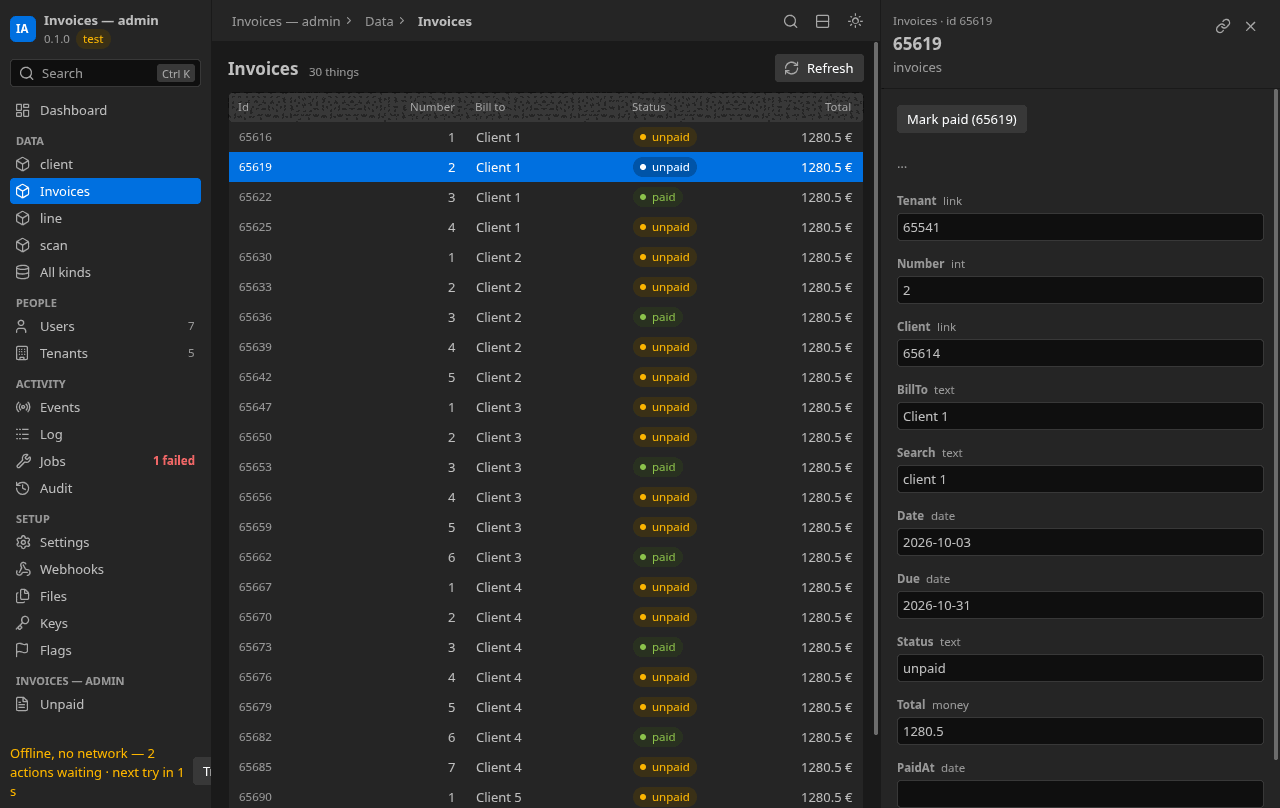 IA
Invoices — admin
0.1.0 test
Search Ctrl K
Dashboard
DATA
client
Invoices
line
scan
All kinds
PEOPLE
Users 7
Tenants 5
ACTIVITY
Events
Log
Jobs 1 failed
Audit
SETUP
Settings
Webhooks
Files
Keys
Flags
INVOICES — ADMIN
Unpaid
Offline, no network — 2
actions waiting · next try in 1
s
Invoices — admin Data Invoices
Invoices 30 things Refresh
Id Number Bill to Status Total
65616 1 Client 1 unpaid 1280.5 €
65619 2 Client 1 unpaid 1280.5 €
65622 3 Client 1 paid 1280.5 €
65625 4 Client 1 unpaid 1280.5 €
65630 1 Client 2 unpaid 1280.5 €
65633 2 Client 2 unpaid 1280.5 €
65636 3 Client 2 paid 1280.5 €
65639 4 Client 2 unpaid 1280.5 €
65642 5 Client 2 unpaid 1280.5 €
65647 1 Client 3 unpaid 1280.5 €
65650 2 Client 3 unpaid 1280.5 €
65653 3 Client 3 paid 1280.5 €
65656 4 Client 3 unpaid 1280.5 €
65659 5 Client 3 unpaid 1280.5 €
65662 6 Client 3 paid 1280.5 €
65667 1 Client 4 unpaid 1280.5 €
65670 2 Client 4 unpaid 1280.5 €
65673 3 Client 4 paid 1280.5 €
65676 4 Client 4 unpaid 1280.5 €
65679 5 Client 4 unpaid 1280.5 €
65682 6 Client 4 paid 1280.5 €
65685 7 Client 4 unpaid 1280.5 €
65690 1 Client 5 unpaid 1280.5 €
Invoices · id 65619
65619
invoices
Mark paid (65619)
...
Tenant link
65541
Number int
2
Client link
65614
BillTo text
Client 1
Search text
client 1
Date date
2026-10-03
Due date
2026-10-31
Status text
unpaid
Total money
1280.5
PaidAt date